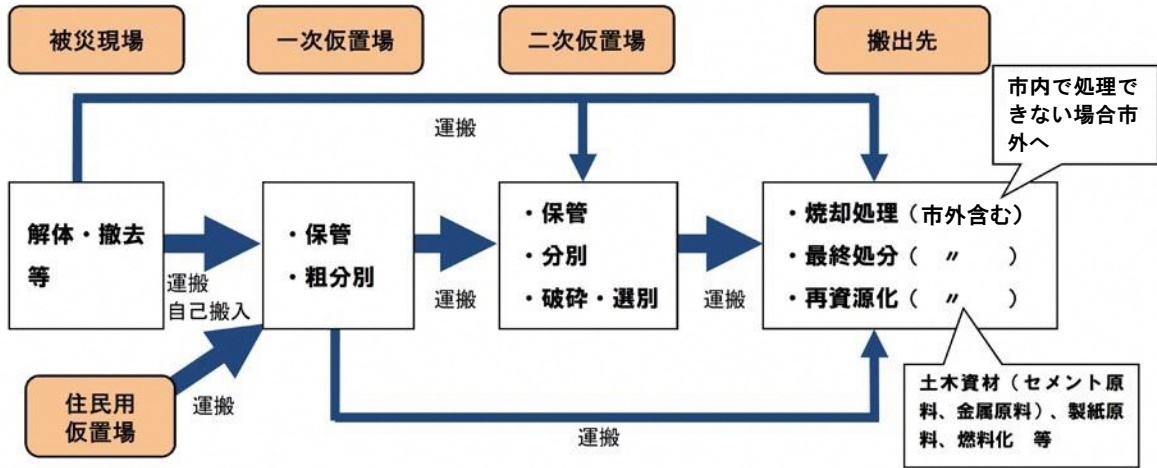 被災現場
一次仮置場
二次仮置場
搬出先
市内で処理で
きない場合市
外へ
運搬
解体・撤去
等
運搬
自己搬入
・保管
・粗分別
運搬
・保管
・分別
・破砕・選別
運搬
・焼却処理（市外含む）
・最終処分（　〃　）
・再資源化（　〃　）
住民用
仮置場
運搬
運搬
土木資材（セメント原
料、金属原料）、製紙原
料、燃料化　等